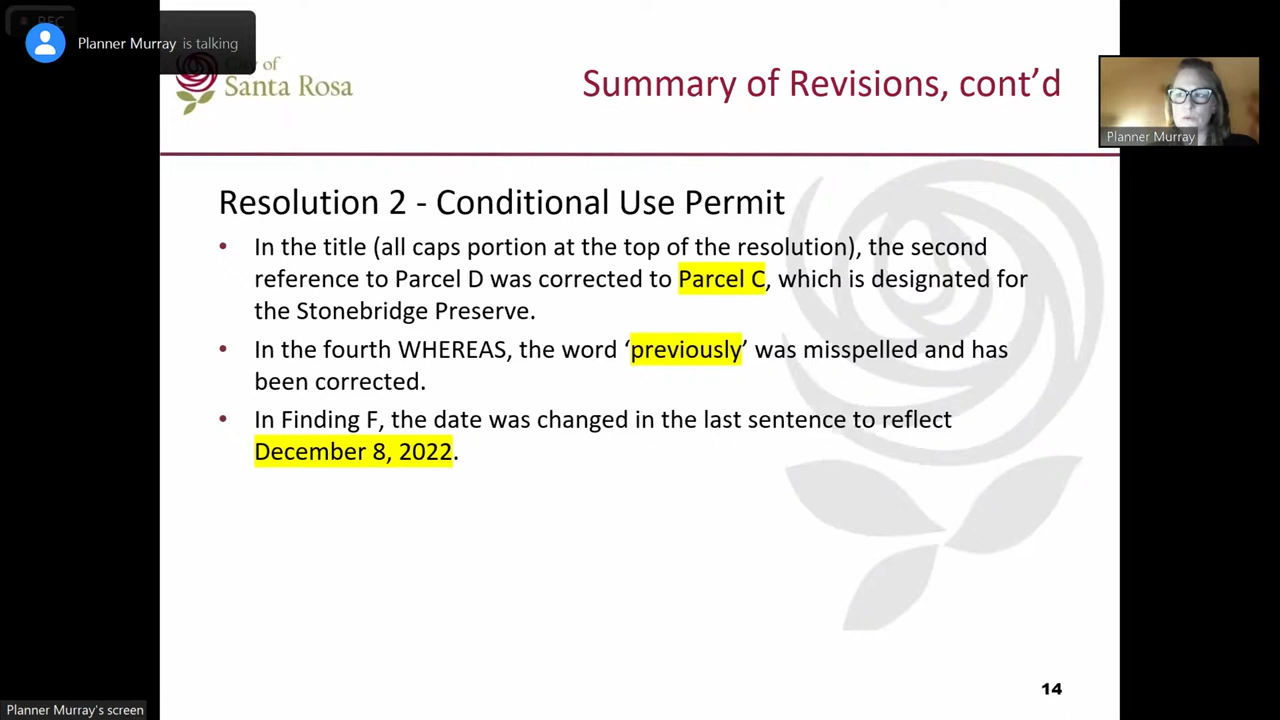 REC
Planner Murray is talking
City of
Santa Rosa
Summary of Revisions, cont’d
Planner Murray
Resolution 2 - Conditional Use Permit
• In the title (all caps portion at the top of the resolution), the second
reference to Parcel D was corrected to Parcel C, which is designated for
the Stonebridge Preserve.
• In the fourth WHEREAS, the word ‘previously’ was misspelled and has
been corrected.
• In Finding F, the date was changed in the last sentence to reflect
December 8, 2022.
14
Planner Murray's screen